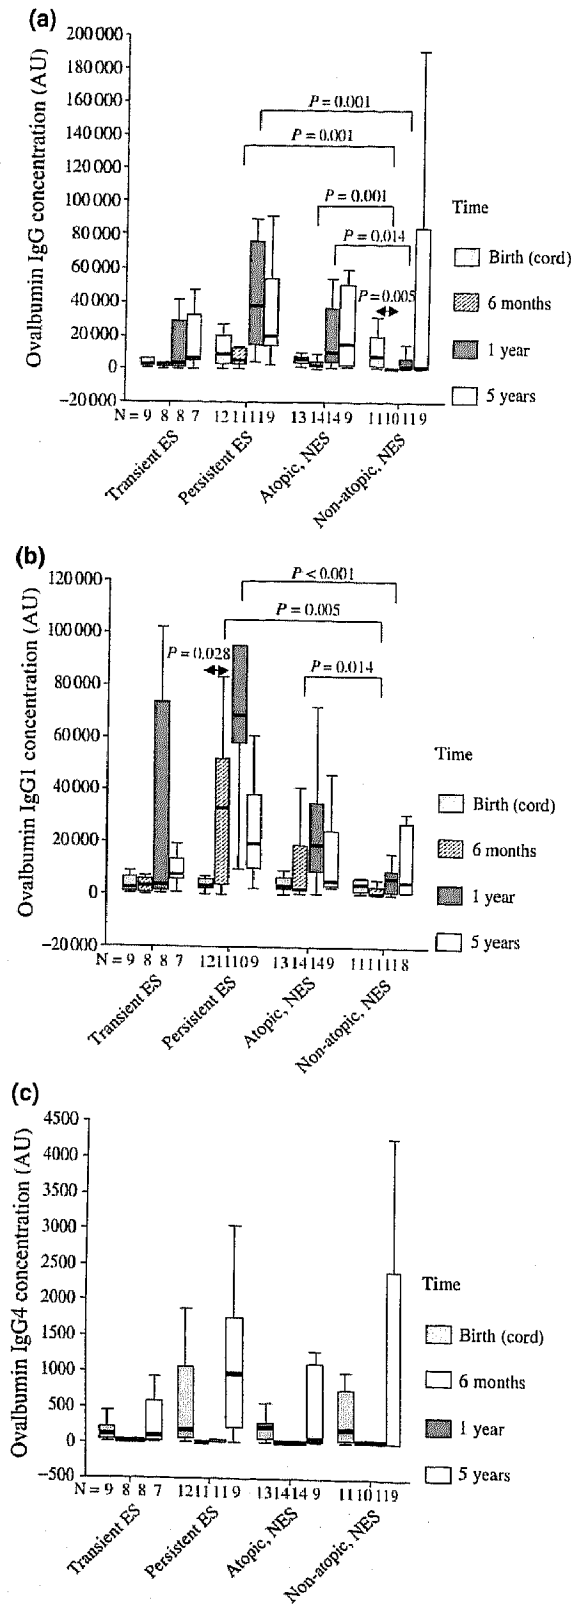 (a)
Ovalbumin IgG concentration (AU)
200 000
180 000
160 000
140 000
120 000
100 000
80 000
60 000
40 000
20 000
0
−20 000
P = 0.001
P = 0.001
P = 0.001
P = 0.014
P = 0.005
Time
Birth (cord)
6 months
1 year
5 years
N = 9 8 8 7 12 11 11 9 13 14 14 9 11 10 11 9
Transient ES
Persistent ES
Atopic, NES
Non-atopic, NES
(b)
Ovalbumin IgG1 concentration (AU)
120 000
100 000
80 000
60 000
40 000
20 000
0
−20 000
P < 0.001
P = 0.005
P = 0.028
P = 0.014
Time
Birth (cord)
6 months
1 year
5 years
N = 9 8 8 7 12 11 10 9 13 14 14 9 11 11 11 8
Transient ES
Persistent ES
Atopic, NES
Non-atopic, NES
(c)
Ovalbumin IgG4 concentration (AU)
4500
4000
3500
3000
2500
2000
1500
1000
500
0
−500
Time
Birth (cord)
6 months
1 year
5 years
N = 9 8 8 7 12 11 11 9 13 14 14 9 11 10 11 9
Transient ES
Persistent ES
Atopic, NES
Non-atopic, NES